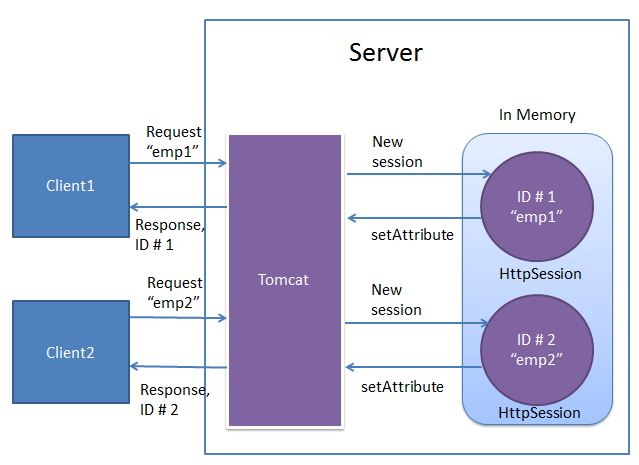 Server
In Memory
Request
“emp1”
New
session
Client1
ID # 1
“emp1”
Response,
ID # 1
setAttribute
HttpSession
Tomcat
Request
“emp2”
New
session
Client2
ID # 2
“emp2”
Response,
ID # 2
setAttribute
HttpSession